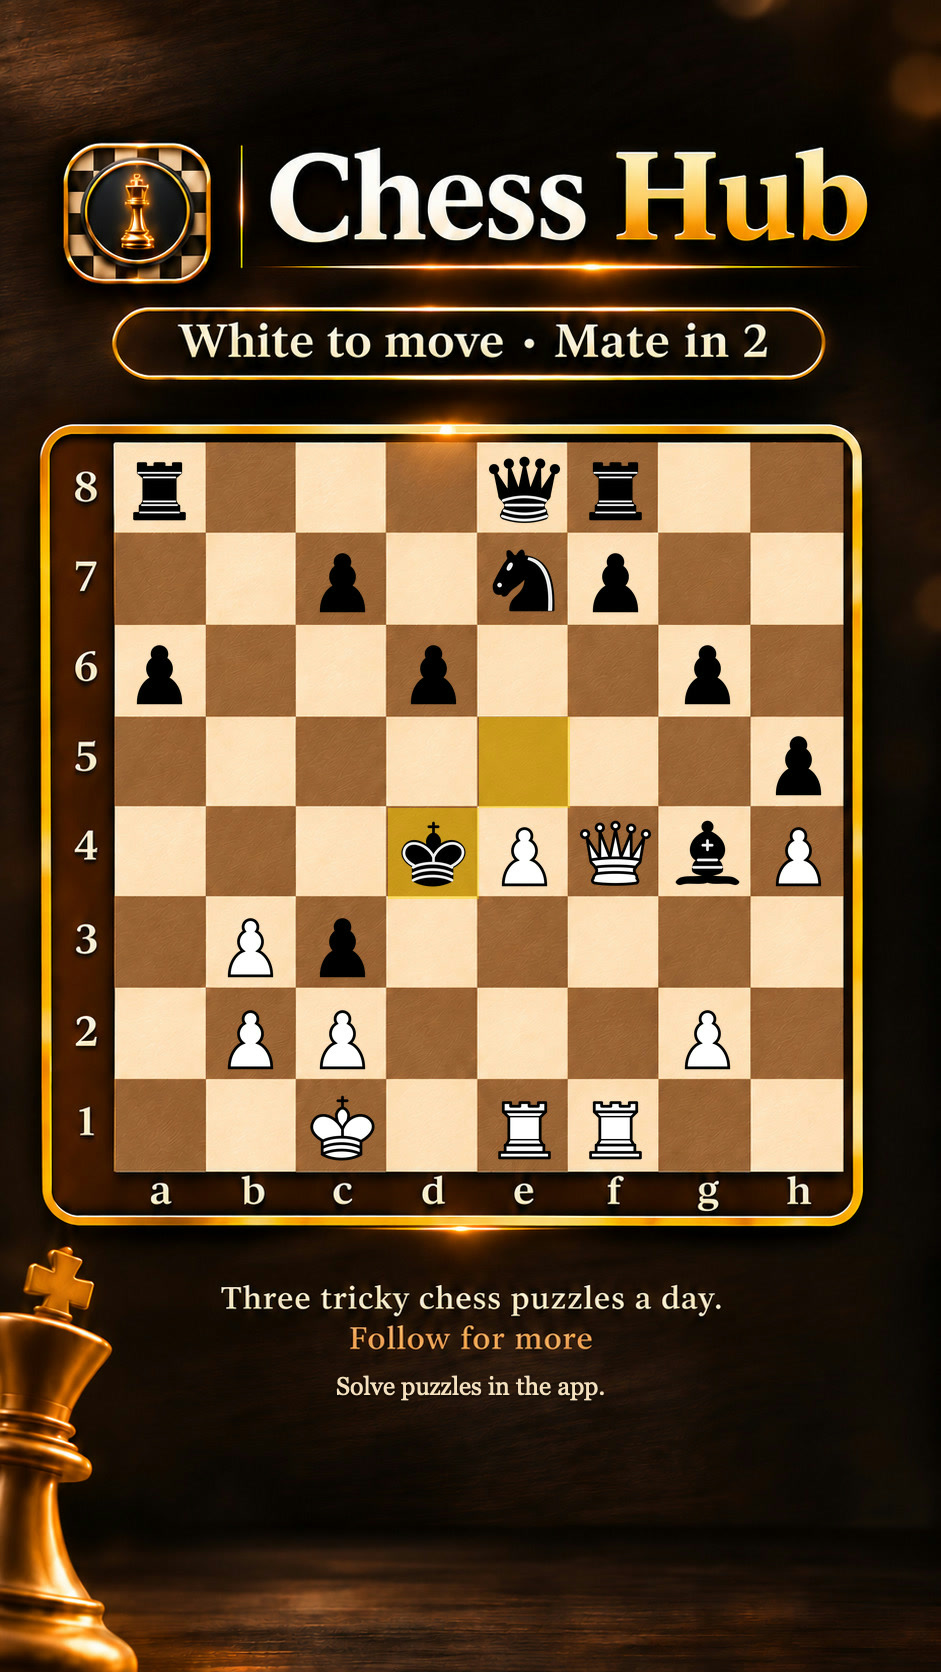 Chess Hub
White to move • Mate in 2
8
7
6
5
4
3
2
1
a b c d e f g h
Three tricky chess puzzles a day.
Follow for more
Solve puzzles in the app.